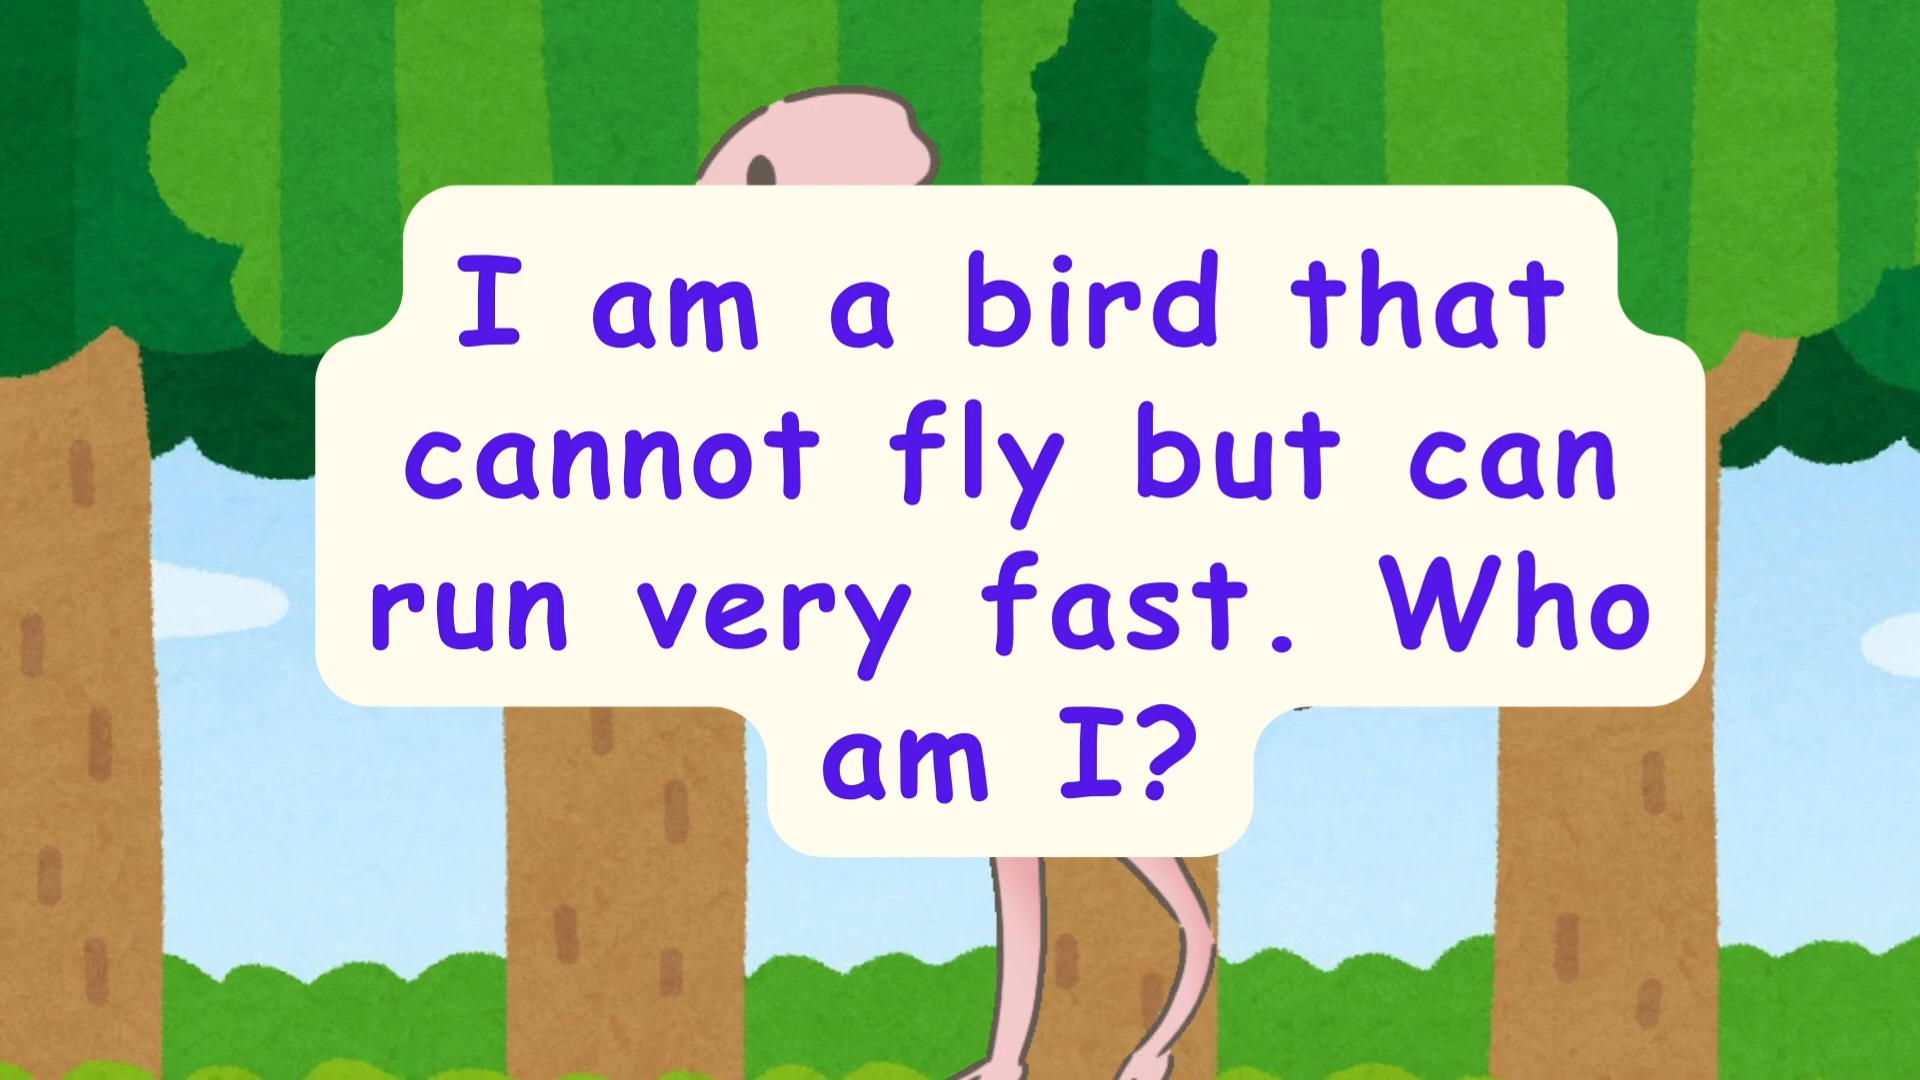 I am a bird that
cannot fly but can
run very fast. Who
am I?